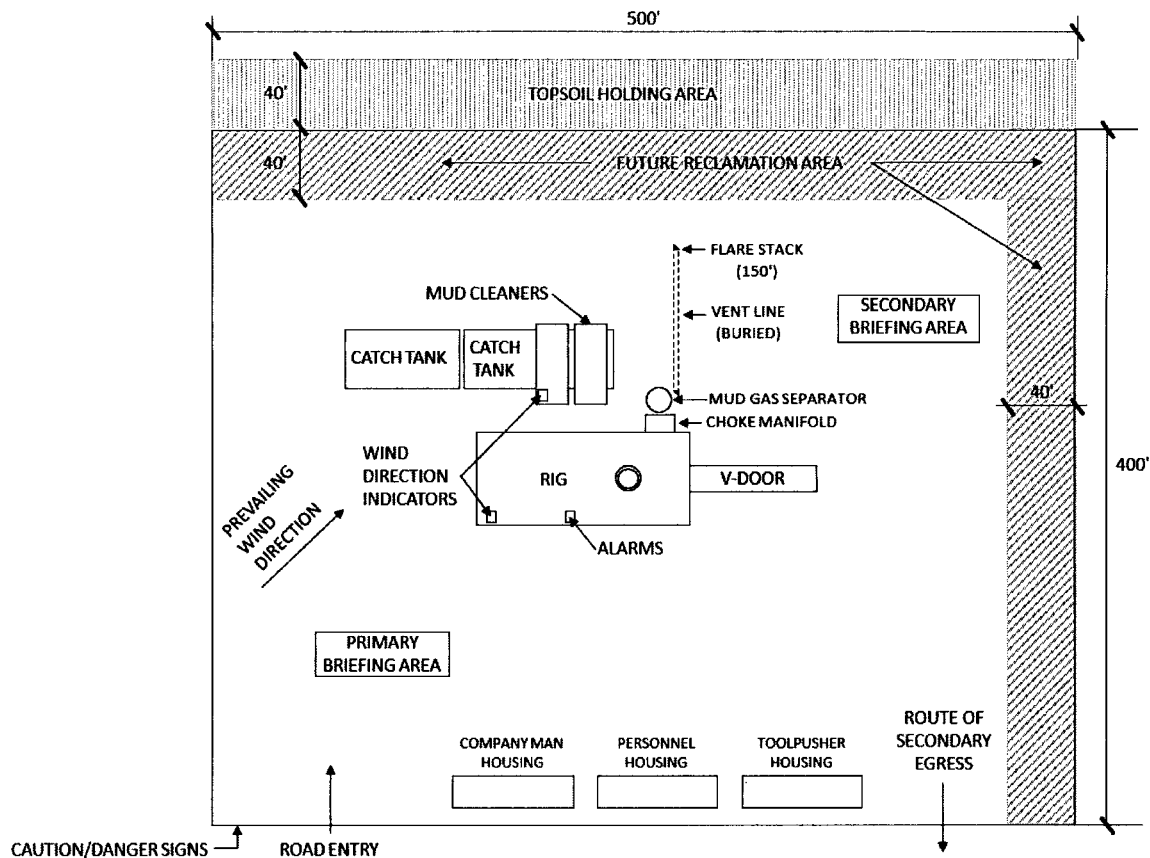 500'
40'
TOPSOIL HOLDING AREA
40'
FUTURE RECLAMATION AREA
FLARE STACK
(150')
MUD CLEANERS
VENT LINE
(BURIED)
SECONDARY
BRIEFING AREA
CATCH TANK
CATCH
TANK
MUD GAS SEPARATOR
40'
CHOKE MANIFOLD
WIND
DIRECTION
INDICATORS
RIG
V-DOOR
400'
PREVAILING
WIND
DIRECTION
ALARMS
PRIMARY
BRIEFING AREA
ROUTE OF
SECONDARY
EGRESS
COMPANY MAN
HOUSING
PERSONNEL
HOUSING
TOOLPUSHER
HOUSING
CAUTION/DANGER SIGNS
ROAD ENTRY